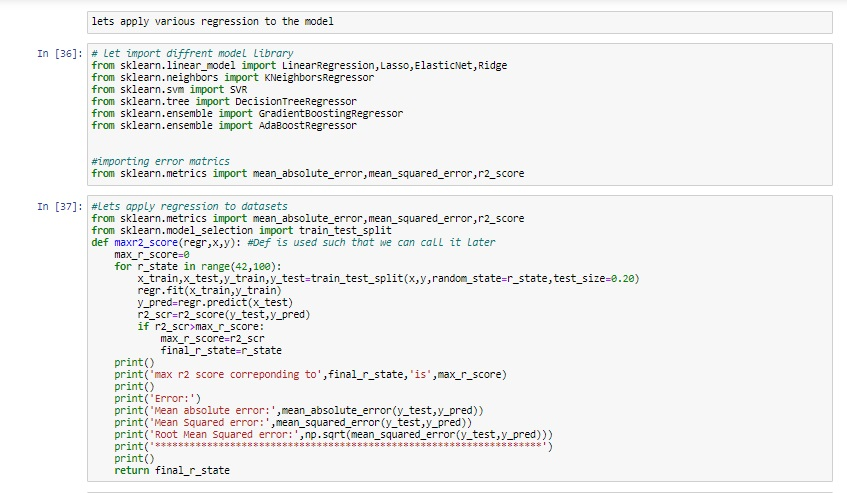 lets apply various regression to the model
In [36]: # Let import diffrent model library
from sklearn.linear_model import LinearRegression,Lasso,ElasticNet,Ridge
from sklearn.neighbors import KNeighborsRegressor
from sklearn.svm import SVR
from sklearn.tree import DecisionTreeRegressor
from sklearn.ensemble import GradientBoostingRegressor
from sklearn.ensemble import AdaBoostRegressor
#importing error matrics
from sklearn.metrics import mean_absolute_error,mean_squared_error,r2_score
In [37]: #Lets apply regression to datasets
from sklearn.metrics import mean_absolute_error,mean_squared_error,r2_score
from sklearn.model_selection import train_test_split
def maxr2_score(regr,x,y): #Def is used such that we can call it later
    max_r_score=0
    for r_state in range(42,100):
        x_train,x_test,y_train,y_test=train_test_split(x,y,random_state=r_state,test_size=0.20)
        regr.fit(x_train,y_train)
        y_pred=regr.predict(x_test)
        r2_scr=r2_score(y_test,y_pred)
        if r2_scr>max_r_score:
            max_r_score=r2_scr
            final_r_state=r_state
    print()
    print('max r2 score correponding to',final_r_state,'is',max_r_score)
    print()
    print('Error:')
    print('Mean absolute error:',mean_absolute_error(y_test,y_pred))
    print('Mean Squared error:',mean_squared_error(y_test,y_pred))
    print('Root Mean Squared error:',np.sqrt(mean_squared_error(y_test,y_pred)))
    print('*******************************************************************')
    print()
    return final_r_state